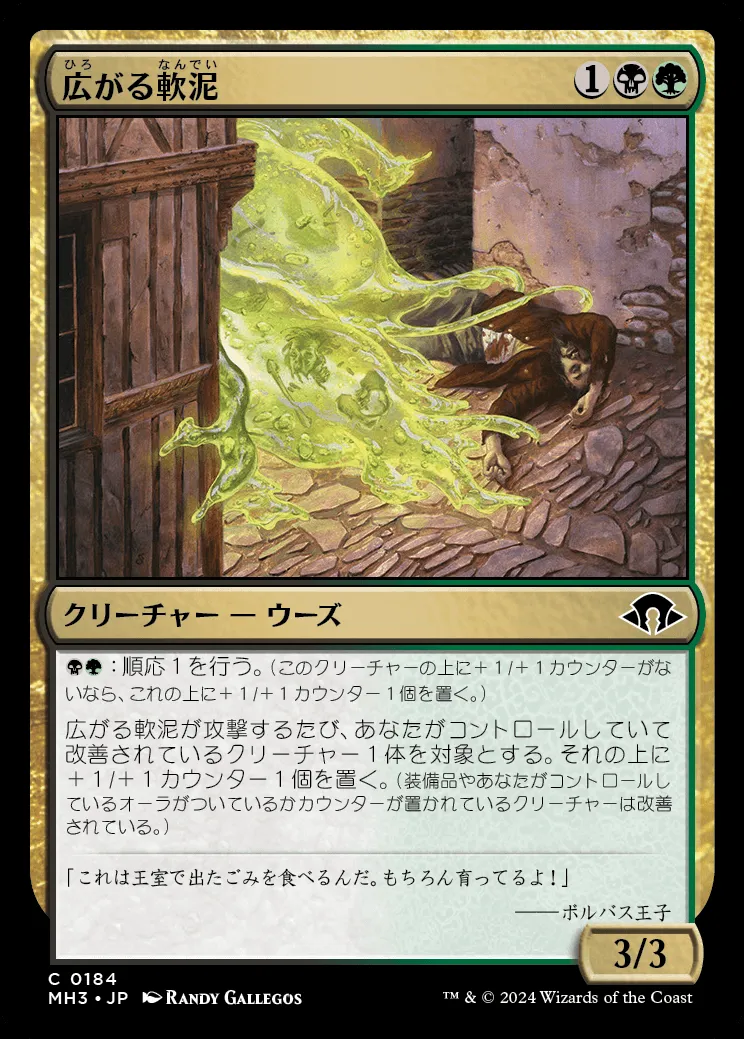 ひろ なんでい
広がる軟泥 1
クリーチャー — ウーズ
：順応１を行う。（このクリーチャーの上に＋１/＋１カウンターがな
いなら、これの上に＋１/＋１カウンター１個を置く。）
広がる軟泥が攻撃するたび、あなたがコントロールしていて
改善されているクリーチャー１体を対象とする。それの上に
＋１/＋１カウンター１個を置く。（装備品やあなたがコントロールし
ているオーラがついているかカウンターが置かれているクリーチャーは改善
されている。）
「これは王室で出たごみを食べるんだ。もちろん育ってるよ！」
——ボルバス王子
3/3
C 0184
MH3 • JP RANDY GALLEGOS ™ & © 2024 Wizards of the Coast